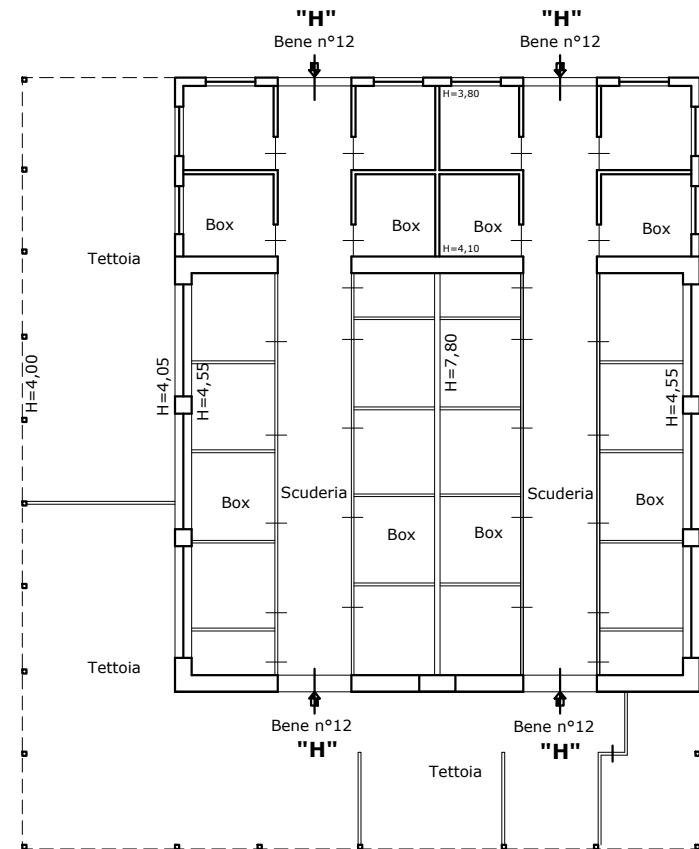 "H"
Bene n°12
"H"
Bene n°12
H=3,80
Box
Box
Box
Box
H=4,10
Tettoia
H=4,00
H=4,05
H=4,55
H=7,80
H=4,55
Scuderia
Scuderia
Box
Box
Box
Box
Tettoia
Bene n°12
"H"
Bene n°12
"H"
Tettoia